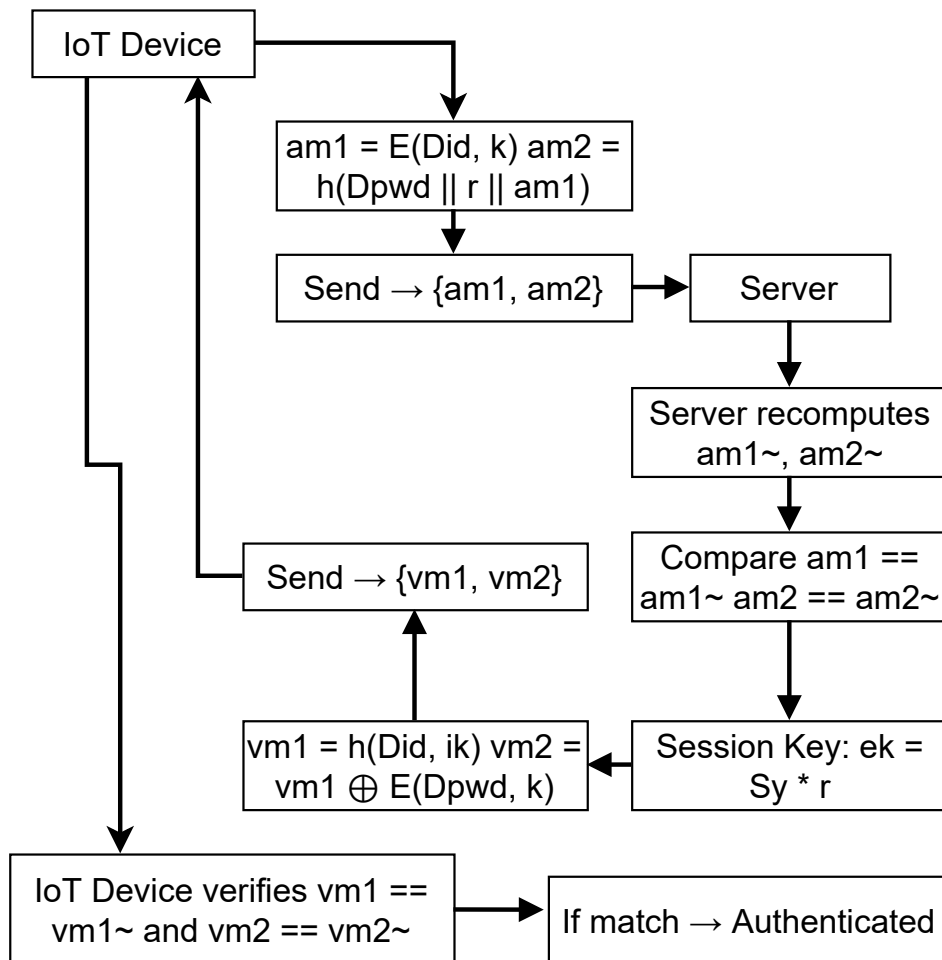 IoT Device
am1 = E(Did, k) am2 =
h(Dpwd || r || am1)
Send → {am1, am2}
Server
Server recomputes
am1~, am2~
Compare am1 ==
am1~ am2 == am2~
Session Key: ek =
Sy * r
vm1 = h(Did, ik) vm2 =
vm1 ⊕ E(Dpwd, k)
Send → {vm1, vm2}
IoT Device verifies vm1 ==
vm1~ and vm2 == vm2~
If match → Authenticated